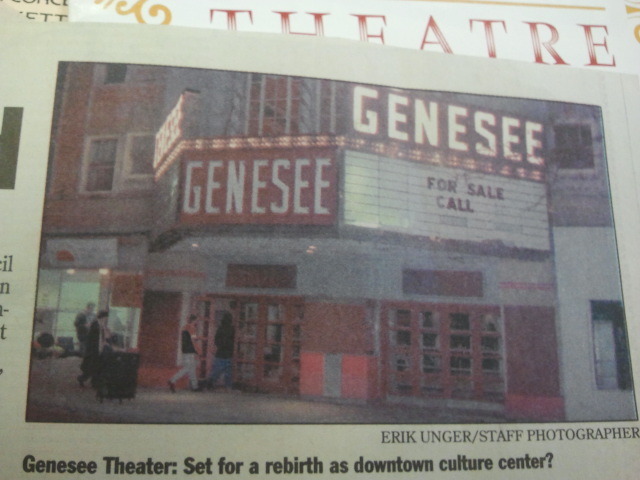 THEATRE
GENESEE
GENESEE
GENESEE
FOR SALE
CALL
ERIK UNGER/STAFF PHOTOGRAPHER
Genesee Theater: Set for a rebirth as downtown culture center?